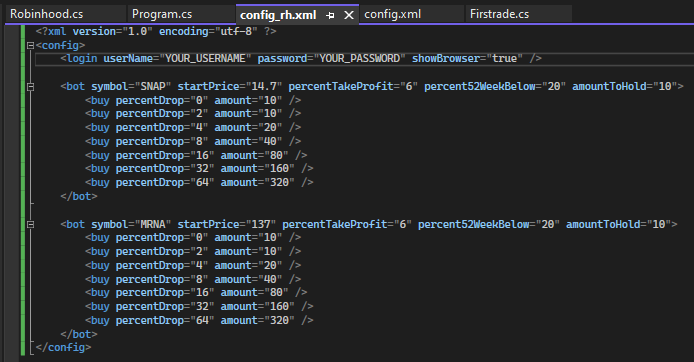 Robinhood.cs Program.cs config_rh.xml config.xml Firstrade.cs
<?xml version="1.0" encoding="utf-8" ?>
<config>
<login userName="YOUR_USERNAME" password="YOUR_PASSWORD" showBrowser="true" />
<bot symbol="SNAP" startPrice="14.7" percentTakeProfit="6" percent52WeekBelow="20" amountToHold="10">
<buy percentDrop="0" amount="10" />
<buy percentDrop="2" amount="10" />
<buy percentDrop="4" amount="20" />
<buy percentDrop="8" amount="40" />
<buy percentDrop="16" amount="80" />
<buy percentDrop="32" amount="160" />
<buy percentDrop="64" amount="320" />
</bot>
<bot symbol="MRNA" startPrice="137" percentTakeProfit="6" percent52WeekBelow="20" amountToHold="10">
<buy percentDrop="0" amount="10" />
<buy percentDrop="2" amount="10" />
<buy percentDrop="4" amount="20" />
<buy percentDrop="8" amount="40" />
<buy percentDrop="16" amount="80" />
<buy percentDrop="32" amount="160" />
<buy percentDrop="64" amount="320" />
</bot>
</config>